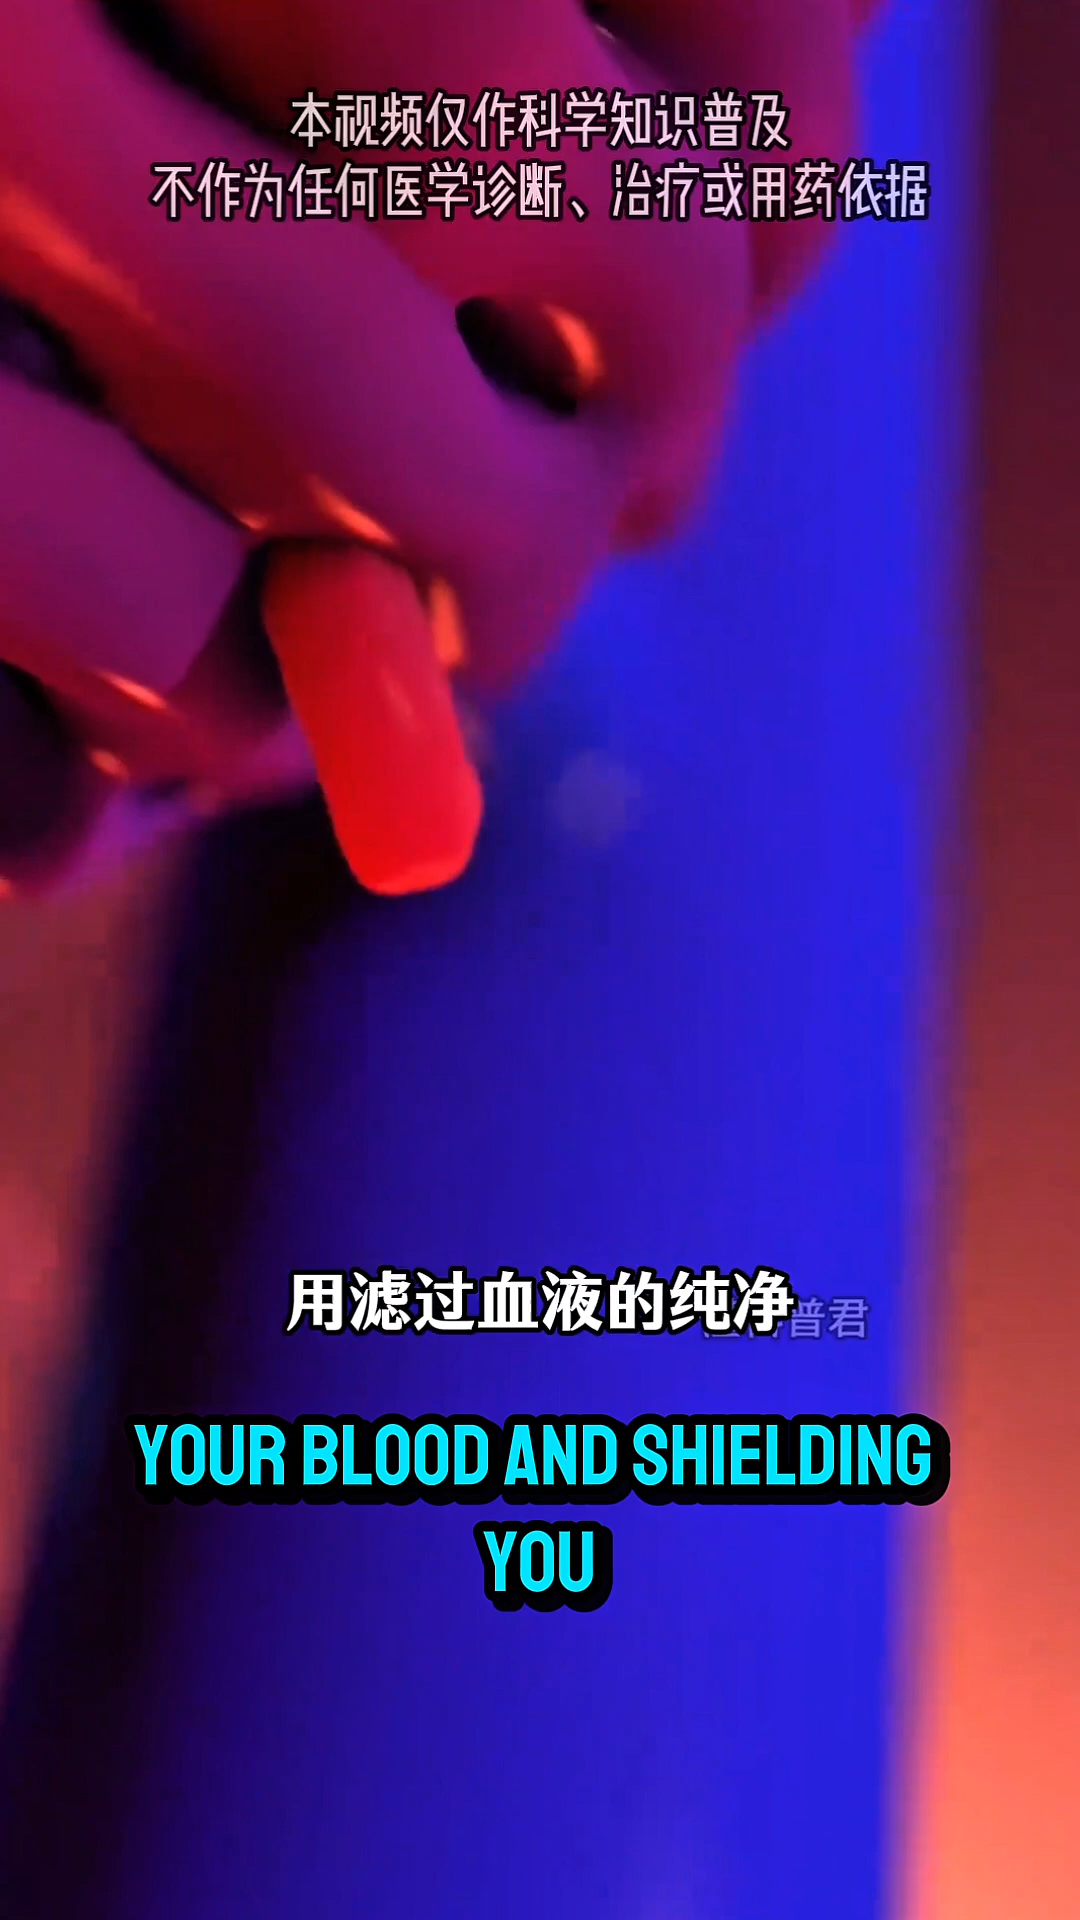 本视频仅作科学知识普及
不作为任何医学诊断、治疗或用药依据
用滤过血液的纯净
普君
YOUR BLOOD AND SHIELDING
YOU